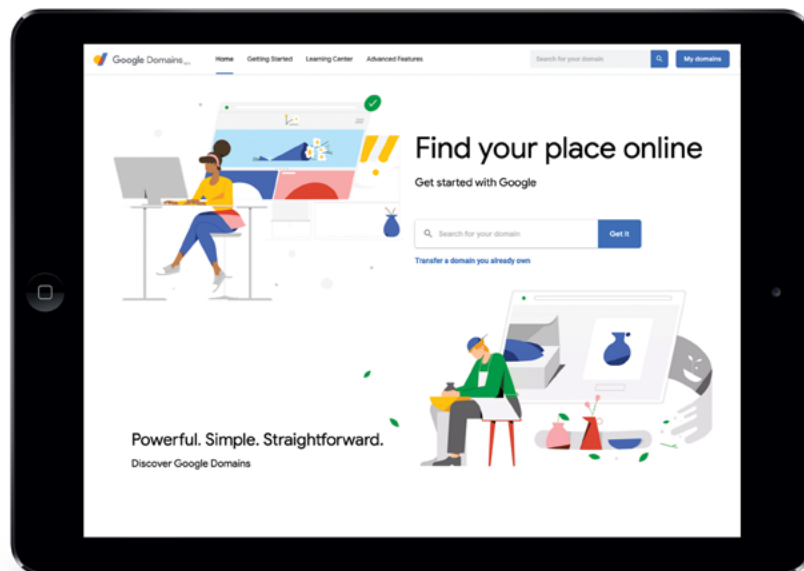 Google Domains
Home
Getting Started
Learning Center
Advanced Features
Search for your domain
My domains
Find your place online
Get started with Google
Search for your domain
Get it
Transfer a domain you already own
Powerful. Simple. Straightforward.
Discover Google Domains